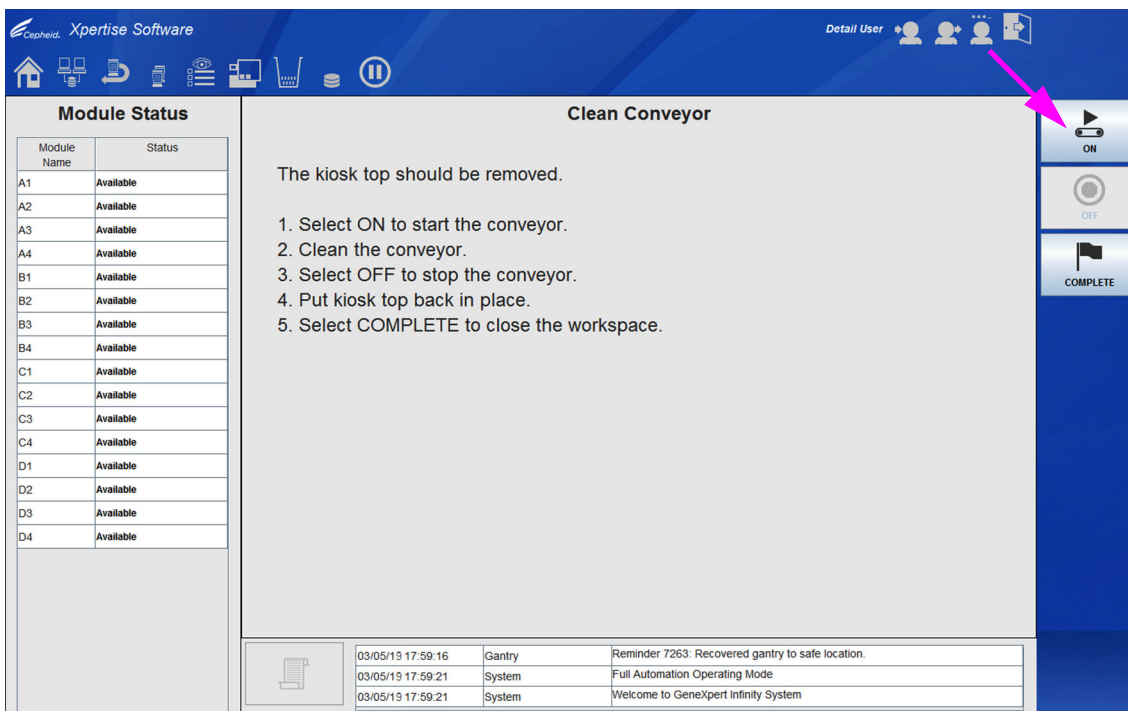 Cepheid. Xpertise Software
Detail User
Module Status
Module Name Status
A1 Available
A2 Available
A3 Available
A4 Available
B1 Available
B2 Available
B3 Available
B4 Available
C1 Available
C2 Available
C3 Available
C4 Available
D1 Available
D2 Available
D3 Available
D4 Available
Clean Conveyor
The kiosk top should be removed.
1. Select ON to start the conveyor.
2. Clean the conveyor.
3. Select OFF to stop the conveyor.
4. Put kiosk top back in place.
5. Select COMPLETE to close the workspace.
ON
OFF
COMPLETE
03/05/19 17:59:16 Gantry Reminder 7263: Recovered gantry to safe location.
03/05/19 17:59:21 System Full Automation Operating Mode
03/05/19 17:59:21 System Welcome to GeneXpert Infinity System